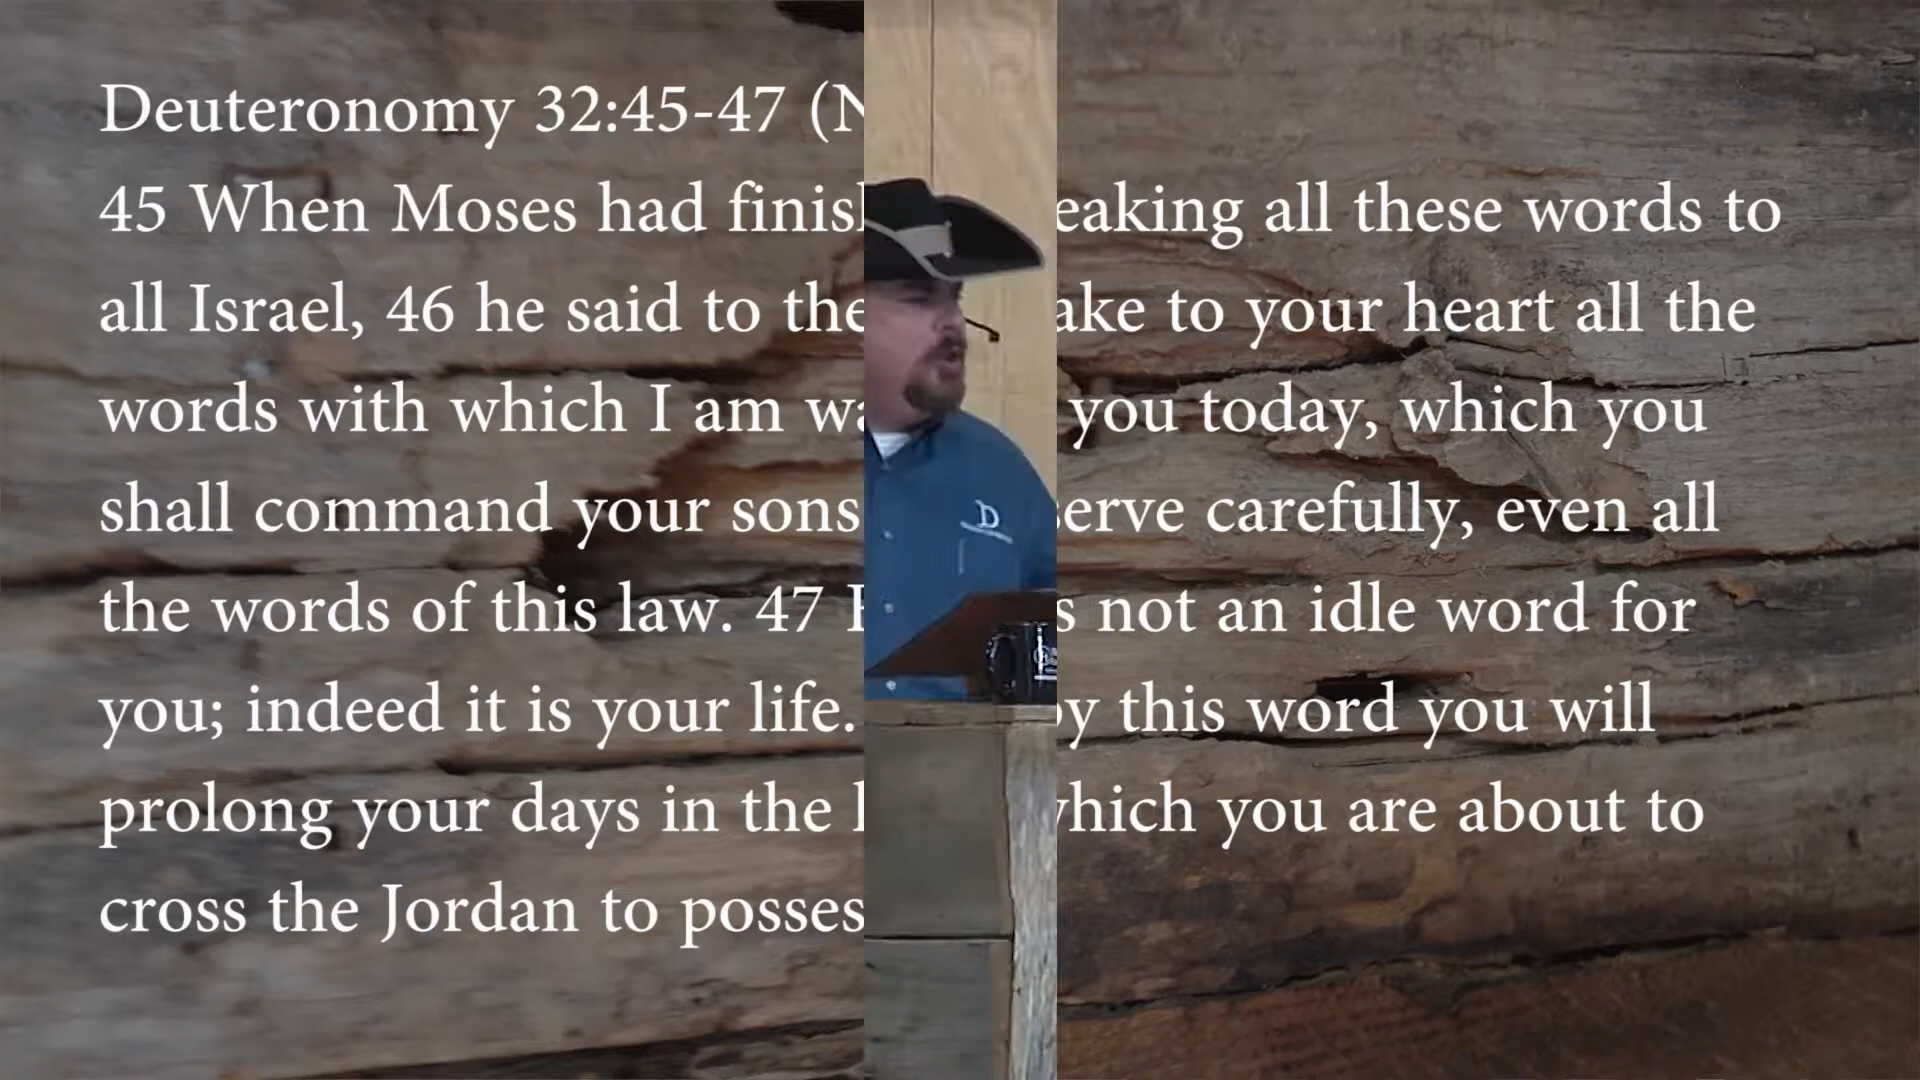 Deuteronomy 32:45-47 (N
45 When Moses had finis eaking all these words to
all Israel, 46 he said to the ake to your heart all the
words with which I am wa you today, which you
shall command your sons serve carefully, even all
the words of this law. 47 s not an idle word for
you; indeed it is your life. by this word you will
prolong your days in the which you are about to
cross the Jordan to posses
D